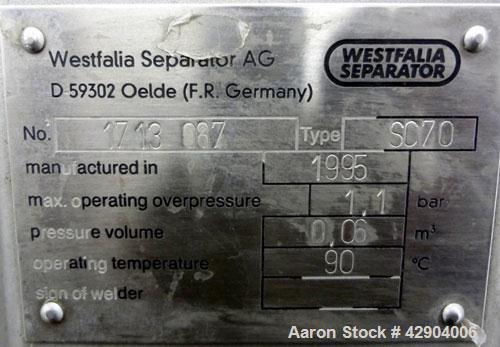 Westfalia Separator AG
WESTFALIA
SEPARATOR
D 59302 Oelde (F.R. Germany)
No. 1713 087 Type SC70
manufactured in 1995
max. operating overpressure 1,1 bar
pressure volume 0,06 m³
operating temperature 90 °C
sign of welder
Aaron Stock # 42904006